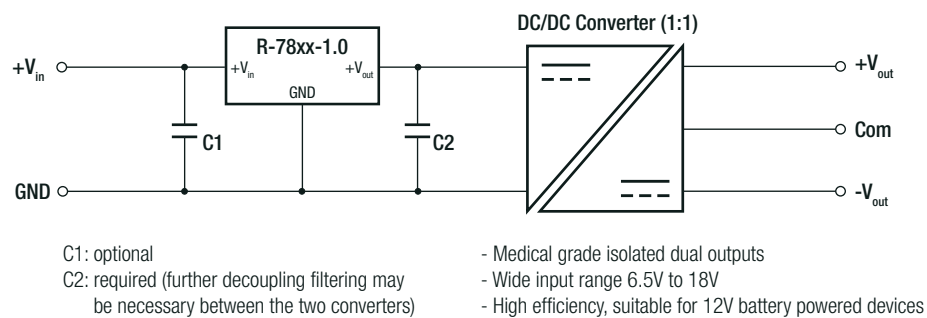 DC/DC Converter (1:1)
R-78xx-1.0
+Vin
+Vin
+Vout
GND
+Vout
C1
C2
Com
GND
-Vout
C1: optional
C2: required (further decoupling filtering may
be necessary between the two converters)
- Medical grade isolated dual outputs
- Wide input range 6.5V to 18V
- High efficiency, suitable for 12V battery powered devices